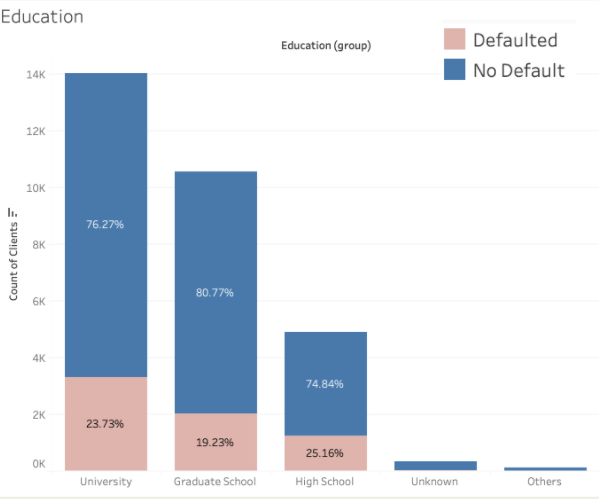 Education
Education (group)
Defaulted
No Default
Count of Clients
14K
12K
10K
8K
6K
4K
2K
0K
76.27%
23.73%
80.77%
19.23%
74.84%
25.16%
University
Graduate School
High School
Unknown
Others